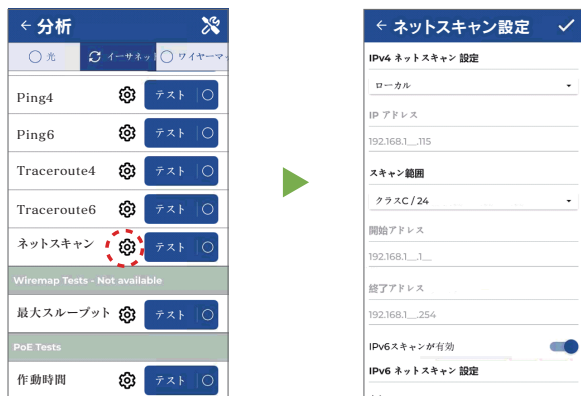 ← 分析
光
イーサネッ
ワイヤーマッ
Ping4
テスト
Ping6
テスト
Traceroute4
テスト
Traceroute6
テスト
ネットスキャン
テスト
Wiremap Tests - Not available
最大スループット
テスト
PoE Tests
作動時間
テスト
← ネットスキャン設定
IPv4 ネットスキャン 設定
ローカル
IP アドレス
192.168.1__.115
スキャン範囲
クラスC / 24
開始アドレス
192.168.1__.1__
終了アドレス
192.168.1__.254
IPv6スキャンが有効
IPv6 ネットスキャン 設定